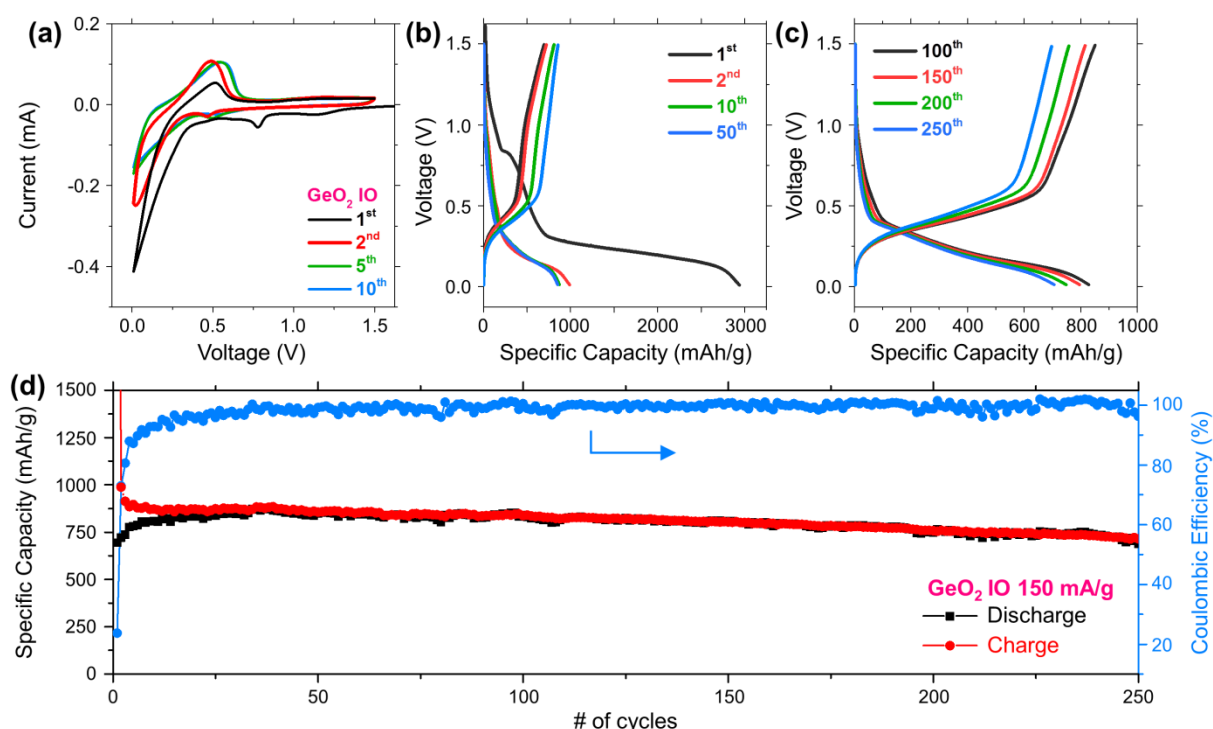 (a)
0.2
0.0
-0.2
-0.4
Current (mA)
GeO₂ IO
1st
2nd
5th
10th
0.0 0.5 1.0 1.5
Voltage (V)
(b)
1.5
1.0
0.5
0.0
Voltage (V)
1st
2nd
10th
50th
0 1000 2000 3000
Specific Capacity (mAh/g)
(c)
1.5
1.0
0.5
0.0
Voltage (V)
100th
150th
200th
250th
0 200 400 600 800 1000
Specific Capacity (mAh/g)
(d)
1500
1250
1000
750
500
250
0
Specific Capacity (mAh/g)
100
80
60
40
20
Coulombic Efficiency (%)
GeO₂ IO 150 mA/g
Discharge
Charge
0 50 100 150 200 250
# of cycles